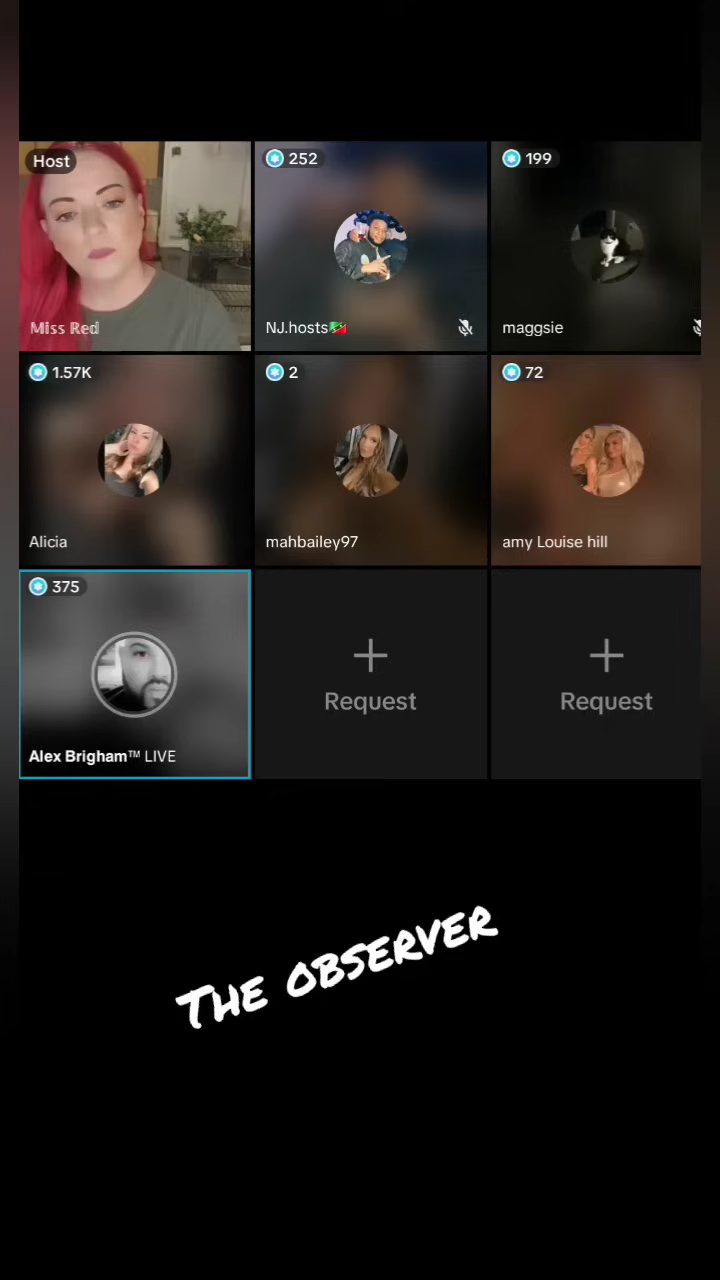 Host
252
199
Miss Red
NJ.hosts
maggsie
1.57K
2
72
Alicia
mahbailey97
amy Louise hill
375
Request
Request
Alex Brigham™ LIVE
THE OBSERVER